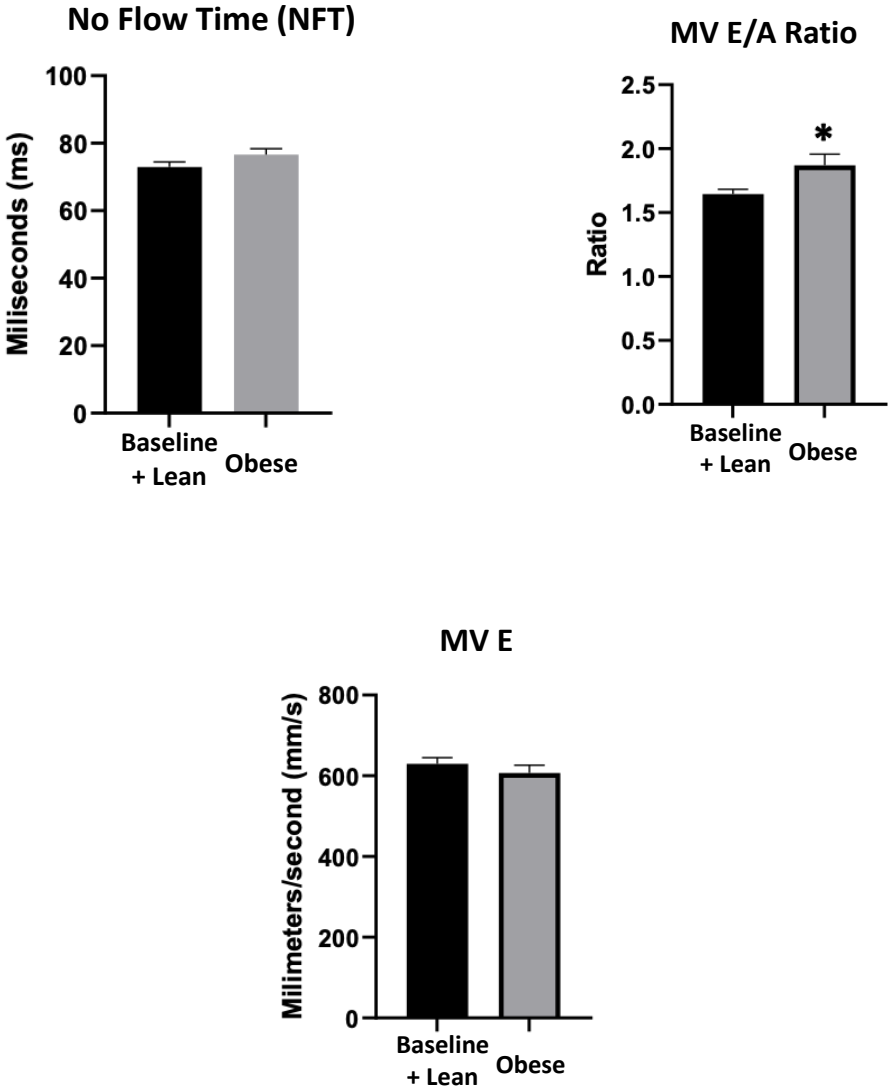 No Flow Time (NFT)
Miliseconds (ms)
100
80
60
40
20
0
Baseline
+ Lean
Obese
MV E/A Ratio
Ratio
2.5
2.0
1.5
1.0
0.5
0.0
*
Baseline
+ Lean
Obese
MV E
Milimeters/second (mm/s)
800
600
400
200
0
Baseline
+ Lean
Obese